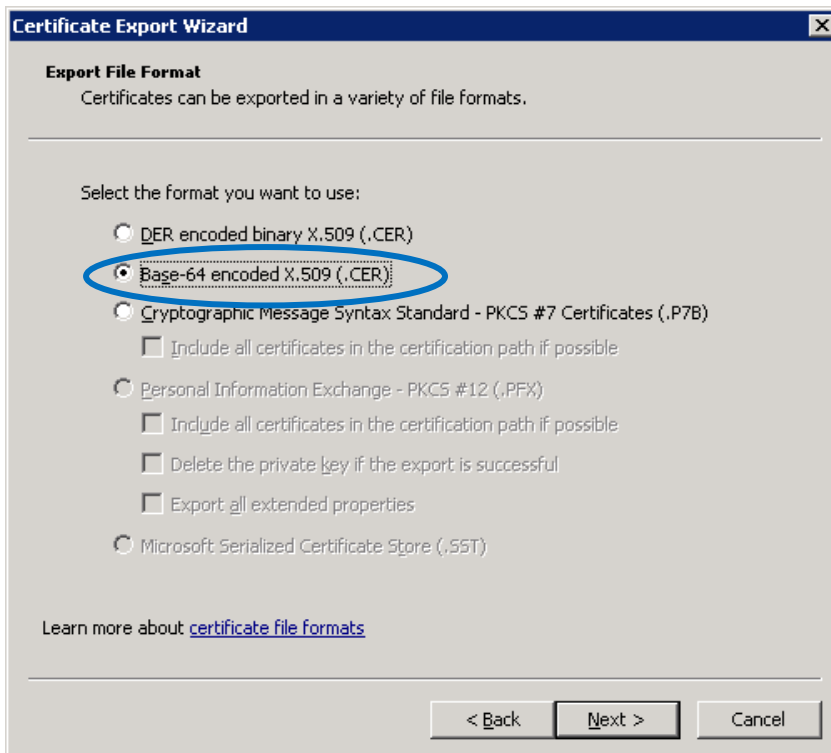 Certificate Export Wizard
Export File Format
Certificates can be exported in a variety of file formats.
Select the format you want to use:
DER encoded binary X.509 (.CER)
Base-64 encoded X.509 (.CER)
Cryptographic Message Syntax Standard - PKCS #7 Certificates (.P7B)
Include all certificates in the certification path if possible
Personal Information Exchange - PKCS #12 (.PFX)
Include all certificates in the certification path if possible
Delete the private key if the export is successful
Export all extended properties
Microsoft Serialized Certificate Store (.SST)
Learn more about certificate file formats
< Back Next > Cancel